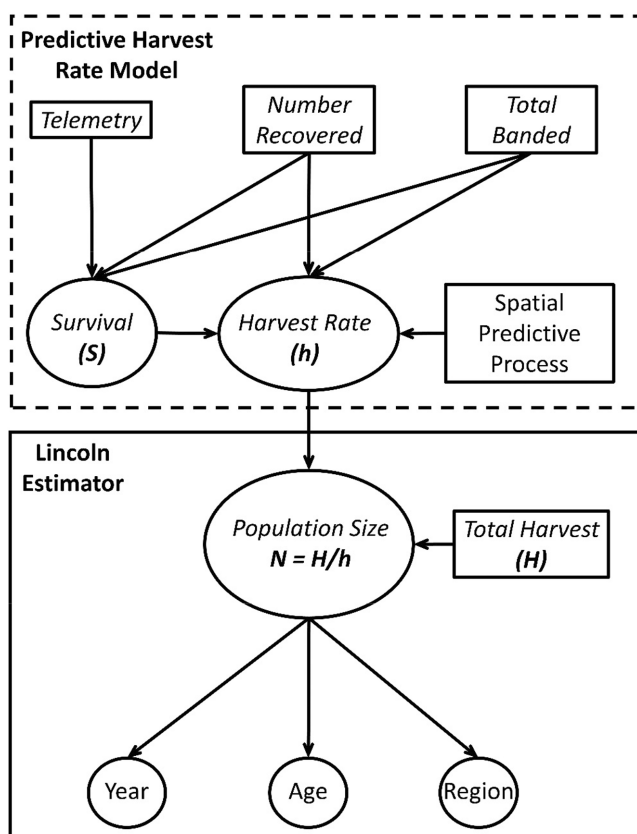 Predictive Harvest
Rate Model
Telemetry
Number
Recovered
Total
Banded
Survival
(S)
Harvest Rate
(h)
Spatial
Predictive
Process
Lincoln
Estimator
Population Size
N = H/h
Total Harvest
(H)
Year
Age
Region